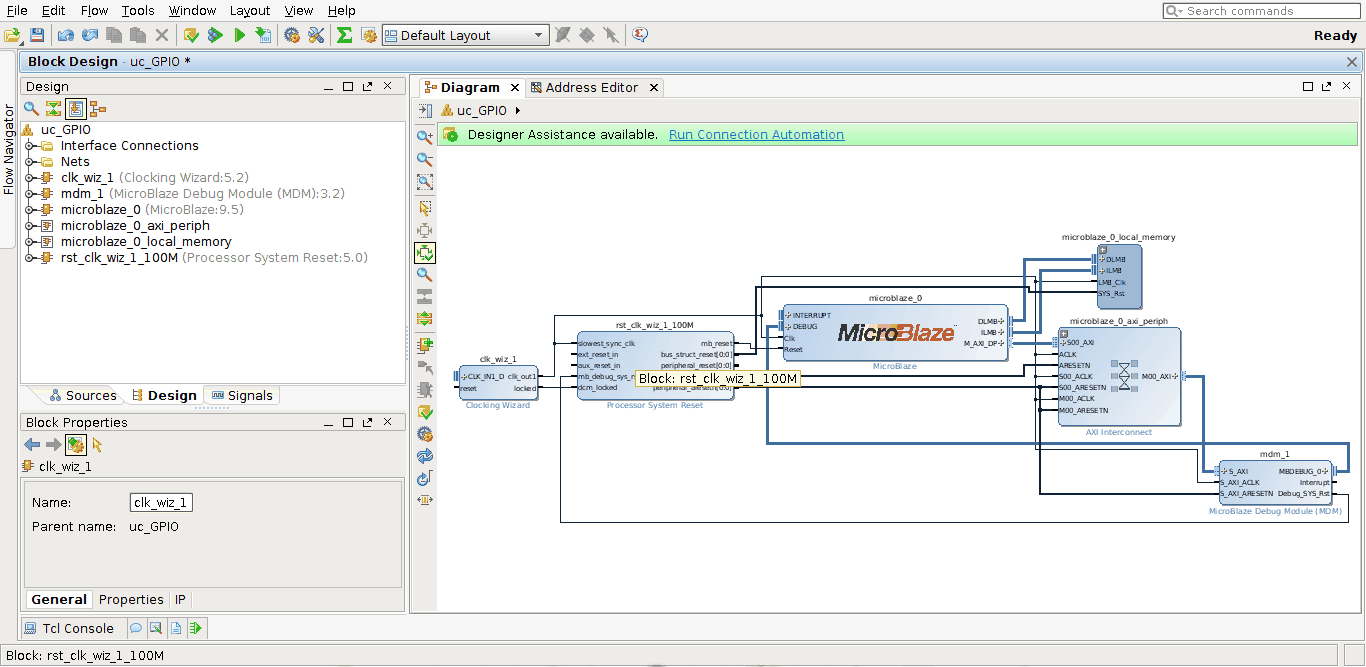 File Edit Flow Tools Window Layout View Help
Search commands
Default Layout
Ready
Block Design - uc_GPIO *
Flow Navigator
Design
uc_GPIO
Interface Connections
Nets
clk_wiz_1 (Clocking Wizard:5.2)
mdm_1 (MicroBlaze Debug Module (MDM):3.2)
microblaze_0 (MicroBlaze:9.5)
microblaze_0_axi_periph
microblaze_0_local_memory
rst_clk_wiz_1_100M (Processor System Reset:5.0)
Sources Design Signals
Block Properties
clk_wiz_1
Name: clk_wiz_1
Parent name: uc_GPIO
General Properties IP
Tcl Console
Block: rst_clk_wiz_1_100M
Diagram Address Editor
uc_GPIO
Designer Assistance available. Run Connection Automation
clk_wiz_1
CLK_IN1_D clk_out1
reset locked
Clocking Wizard
rst_clk_wiz_1_100M
slowest_sync_clk mb_reset
ext_reset_in bus_struct_reset[0:0]
aux_reset_in peripheral_reset[0:0]
dcm_locked
Processor System Reset
Block: rst_clk_wiz_1_100M
microblaze_0
INTERRUPT
DEBUG
Clk
Reset
MicroBlaze
DLMB
ILMB
M_AXI_DP
MicroBlaze
microblaze_0_local_memory
DLMB
ILMB
LMB_Clk
SYS_Rst
microblaze_0_axi_periph
S00_AXI
ACLK
ARESETN
S00_ACLK M00_AXI
S00_ARESETN
M00_ACLK
M00_ARESETN
AXI Interconnect
mdm_1
S_AXI MBDEBUG_0
S_AXI_ACLK Interrupt
S_AXI_ARESETN Debug_SYS_Rst
MicroBlaze Debug Module (MDM)